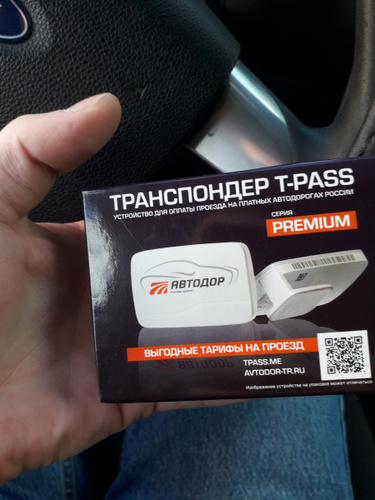 ТРАНСПОНДЕР T-PASS
УСТРОЙСТВО ДЛЯ ОПЛАТЫ ПРОЕЗДА НА ПЛАТНЫХ АВТОДОРОГАХ РОССИИ
СЕРИЯ
PREMIUM
АВТОДОР
ВЫГОДНЫЕ ТАРИФЫ НА ПРОЕЗД
TPASS.ME
AVTODOR-TR.RU
Изображение устройства на упаковке может отличаться